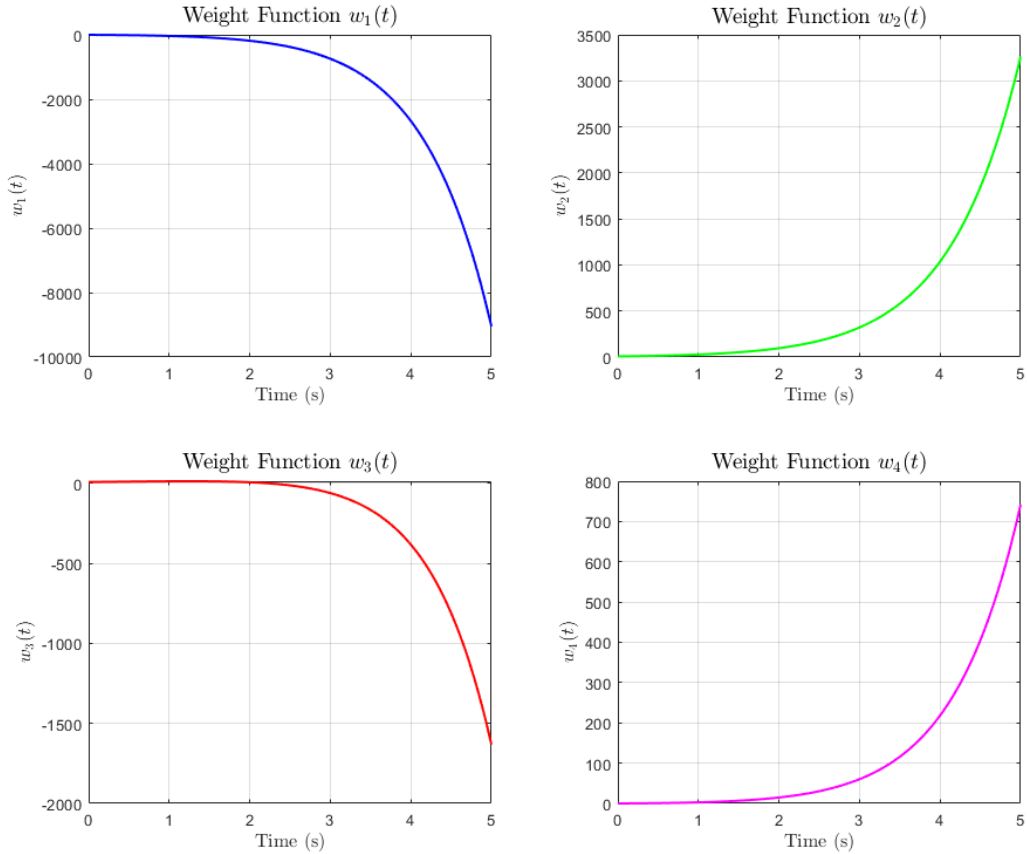 Weight Function w₁(t)
w₁(t)
0
-2000
-4000
-6000
-8000
-10000
0 1 2 3 4 5
Time (s)
Weight Function w₂(t)
w₂(t)
3500
3000
2500
2000
1500
1000
500
0
0 1 2 3 4 5
Time (s)
Weight Function w₃(t)
w₃(t)
0
-500
-1000
-1500
-2000
0 1 2 3 4 5
Time (s)
Weight Function w₄(t)
w₄(t)
800
700
600
500
400
300
200
100
0
0 1 2 3 4 5
Time (s)